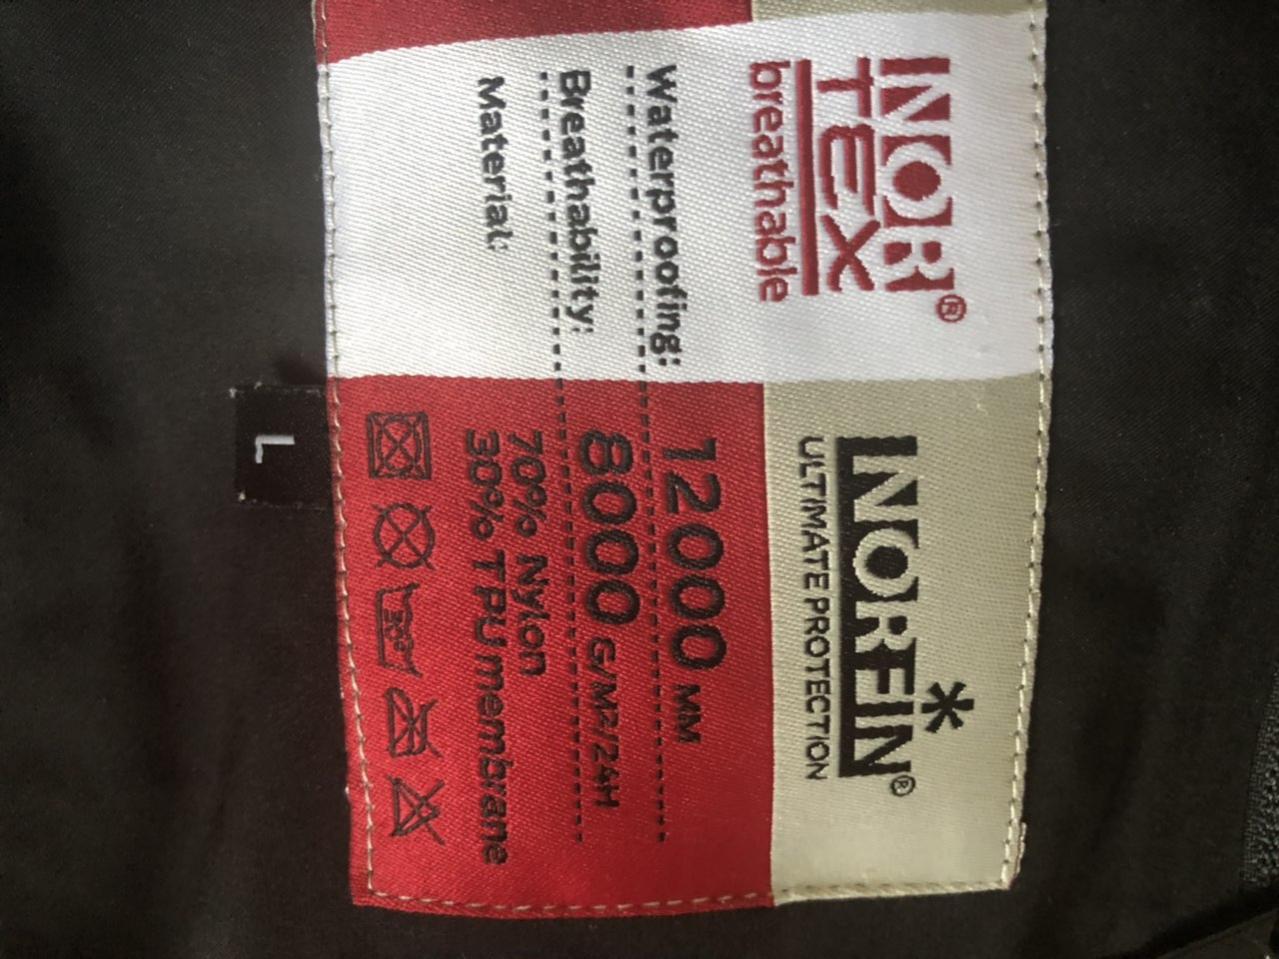 NOR®
TEX
breathable
NORFIN®
ULTIMATE PROTECTION
Waterproofing: 12000 MM
Breathability: 8000 G/M²/24H
Material: 70% Nylon
30% TPU membrane
30°
L